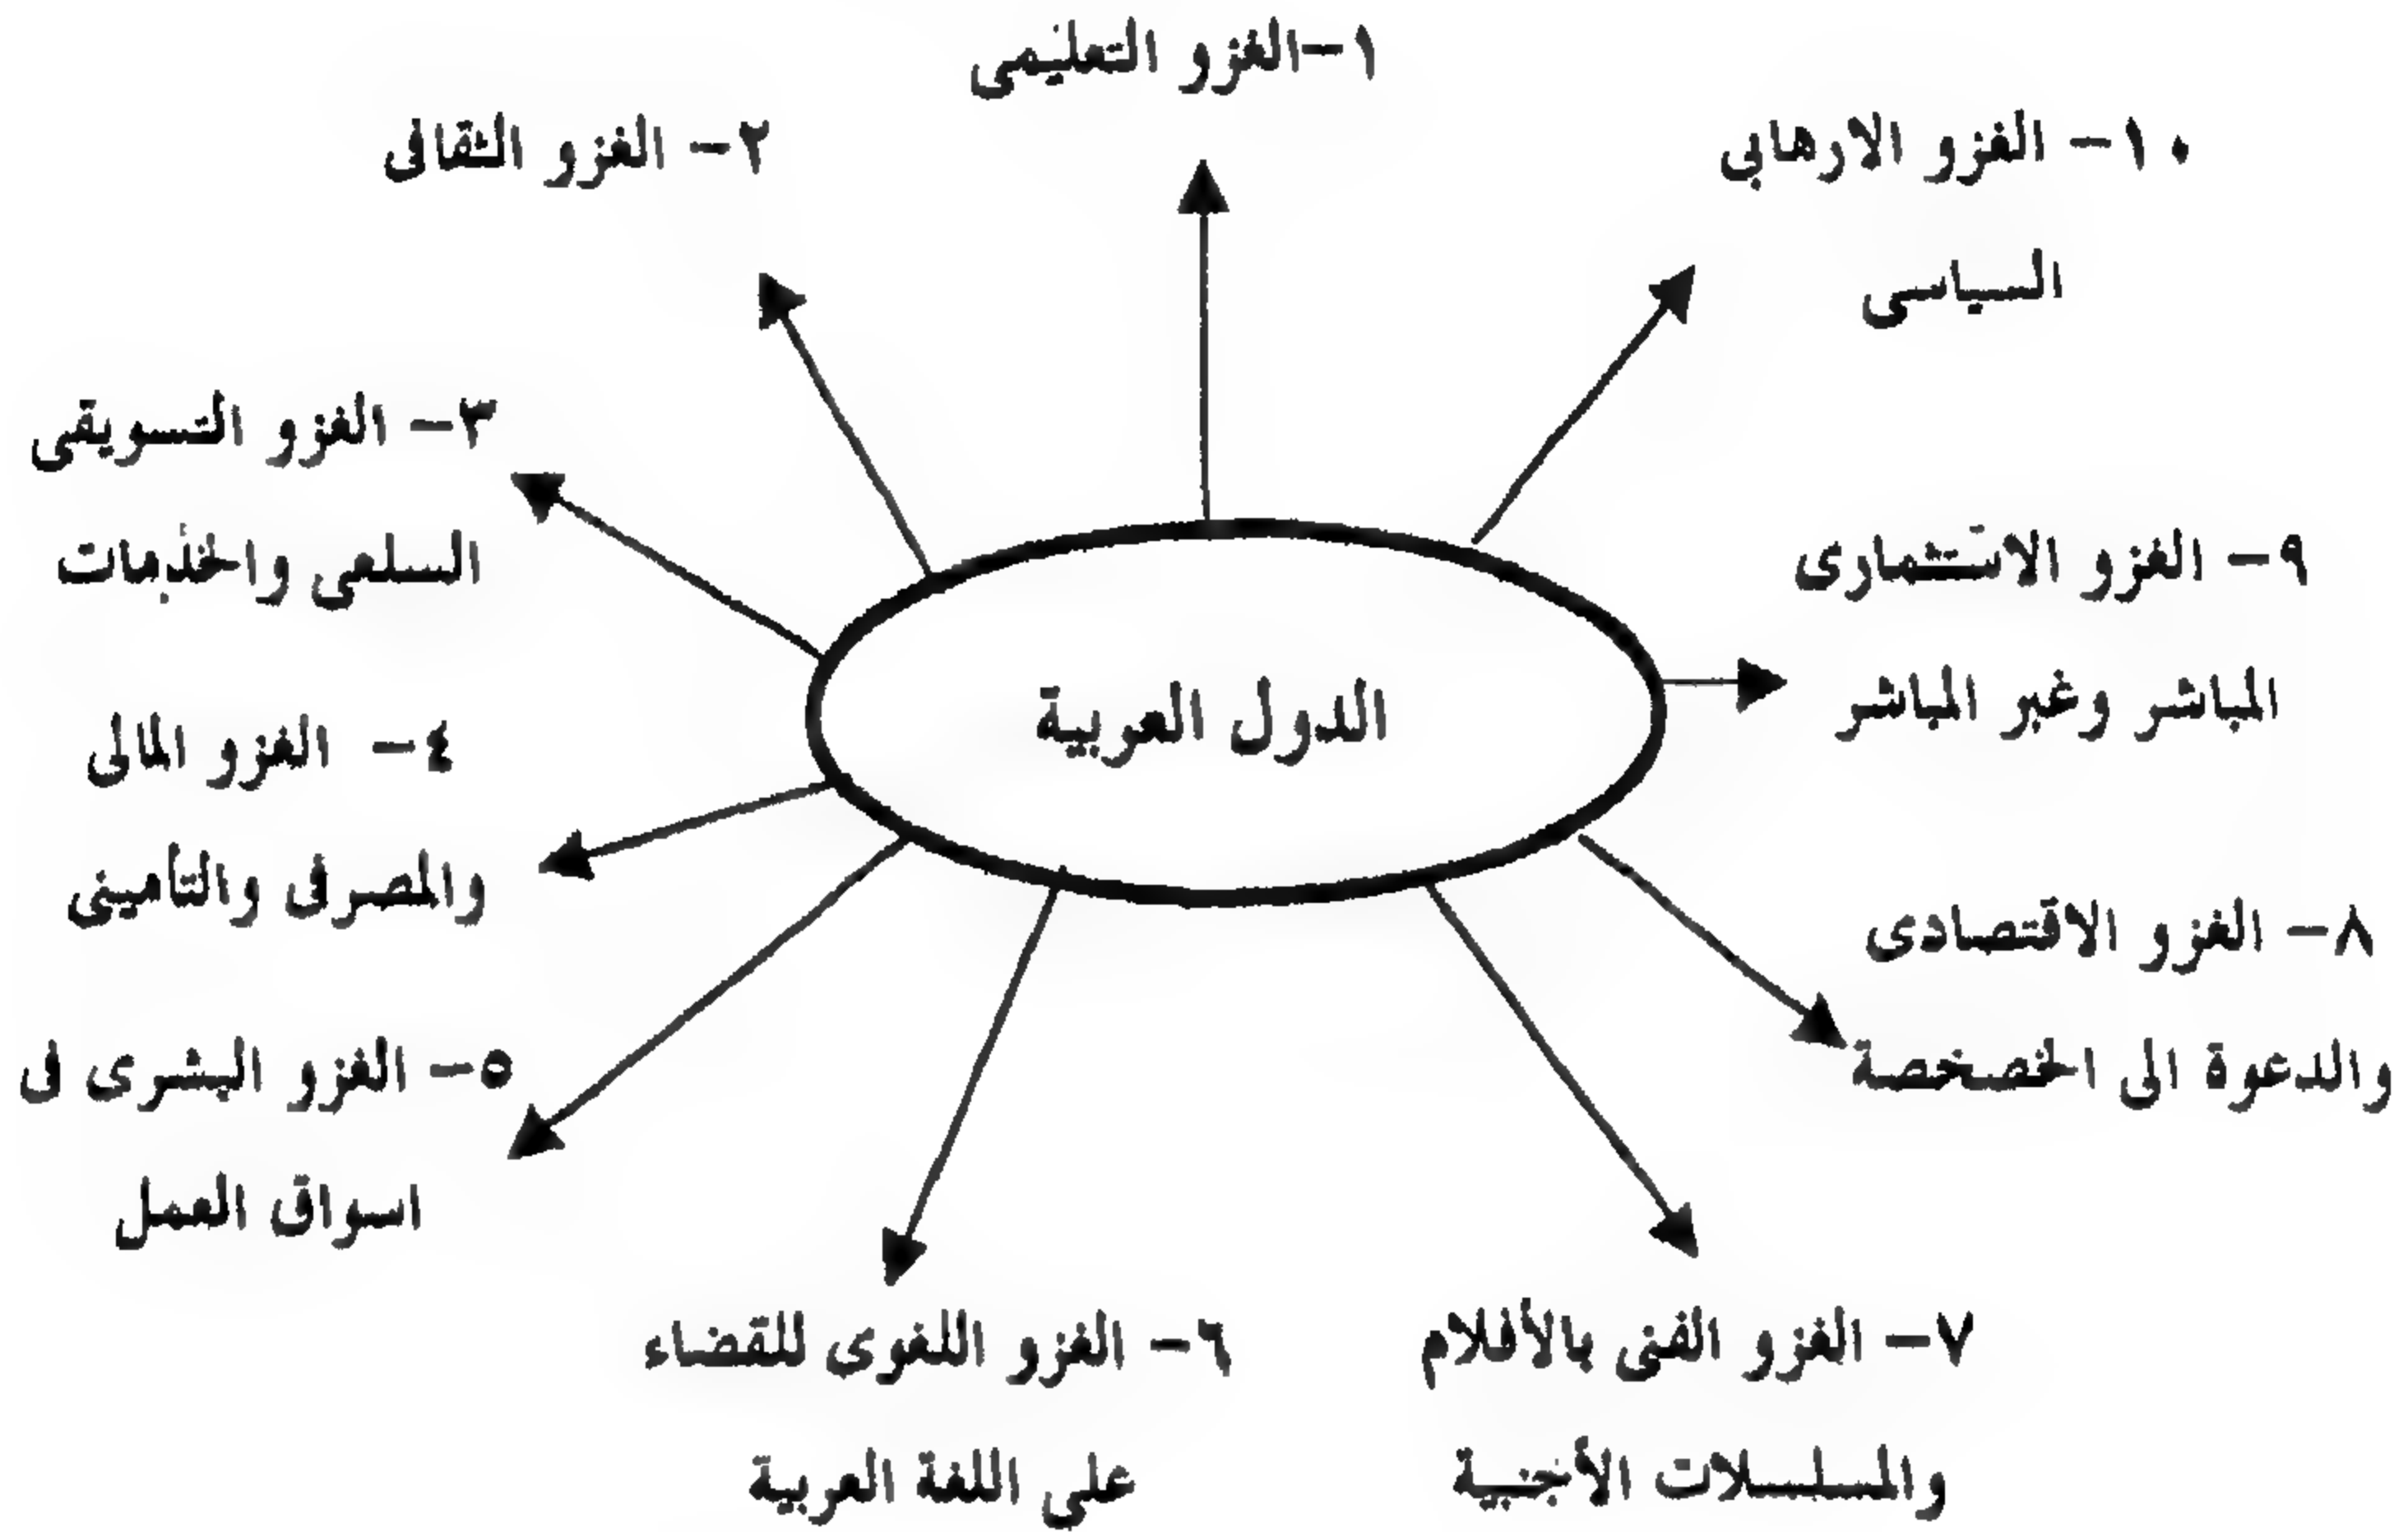 ١-الغزو التعليمى
٢- الغزو الثقافى
٣- الغزو التسويقى
السلعى والخدمات
٤- الغزو المالى
والمصرفى والتأمينى
٥- الغزو البشرى فى
اسواق العمل
٦- الغزو اللغوى للقضاء
على اللغة العربية
٧- الغزو الفنى بالأفلام
والمسلسلات الأجنبية
٨- الغزو الاقتصادى
والدعوة الى الخصخصة
٩- الغزو الاستثمارى
المباشر وغير المباشر
١٠- الغزو الارهابى
السياسى
الدول العربية